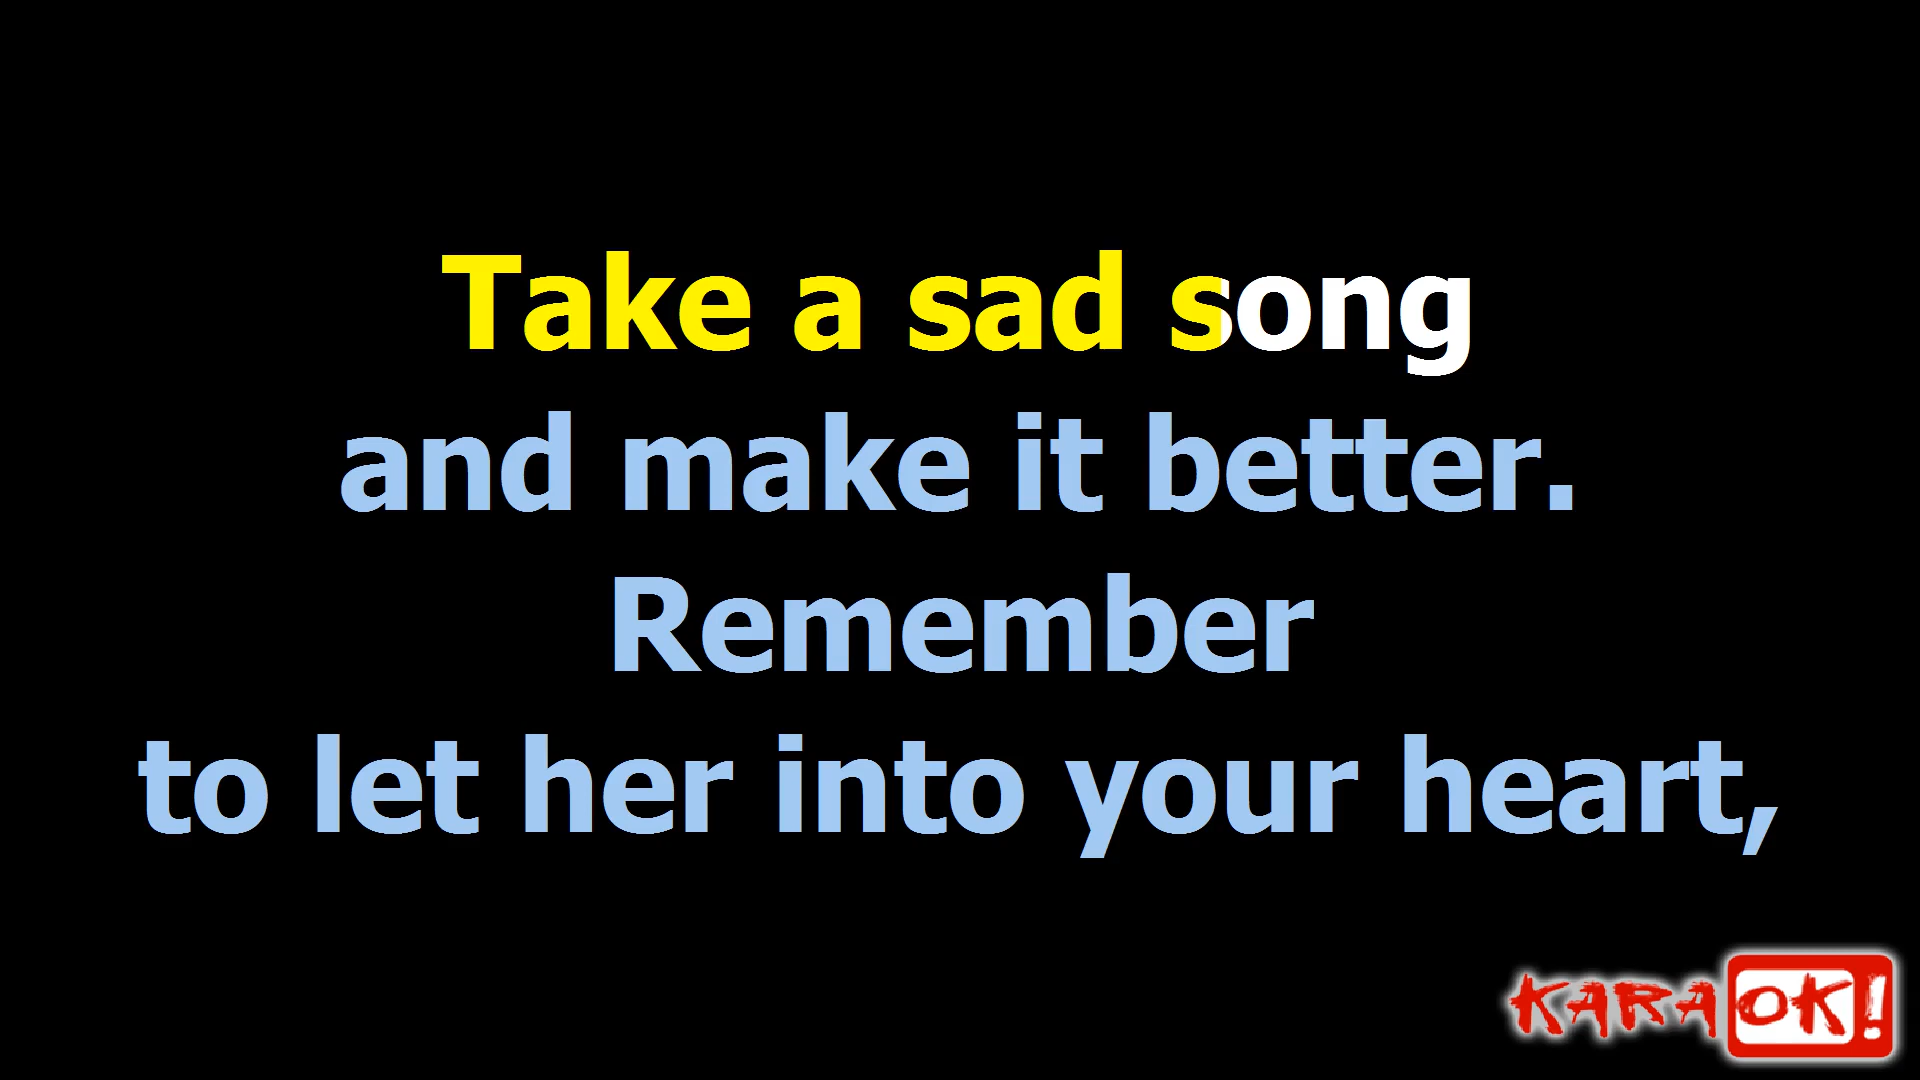 Take a sad song
and make it better.
Remember
to let her into your heart,
KARAOK!